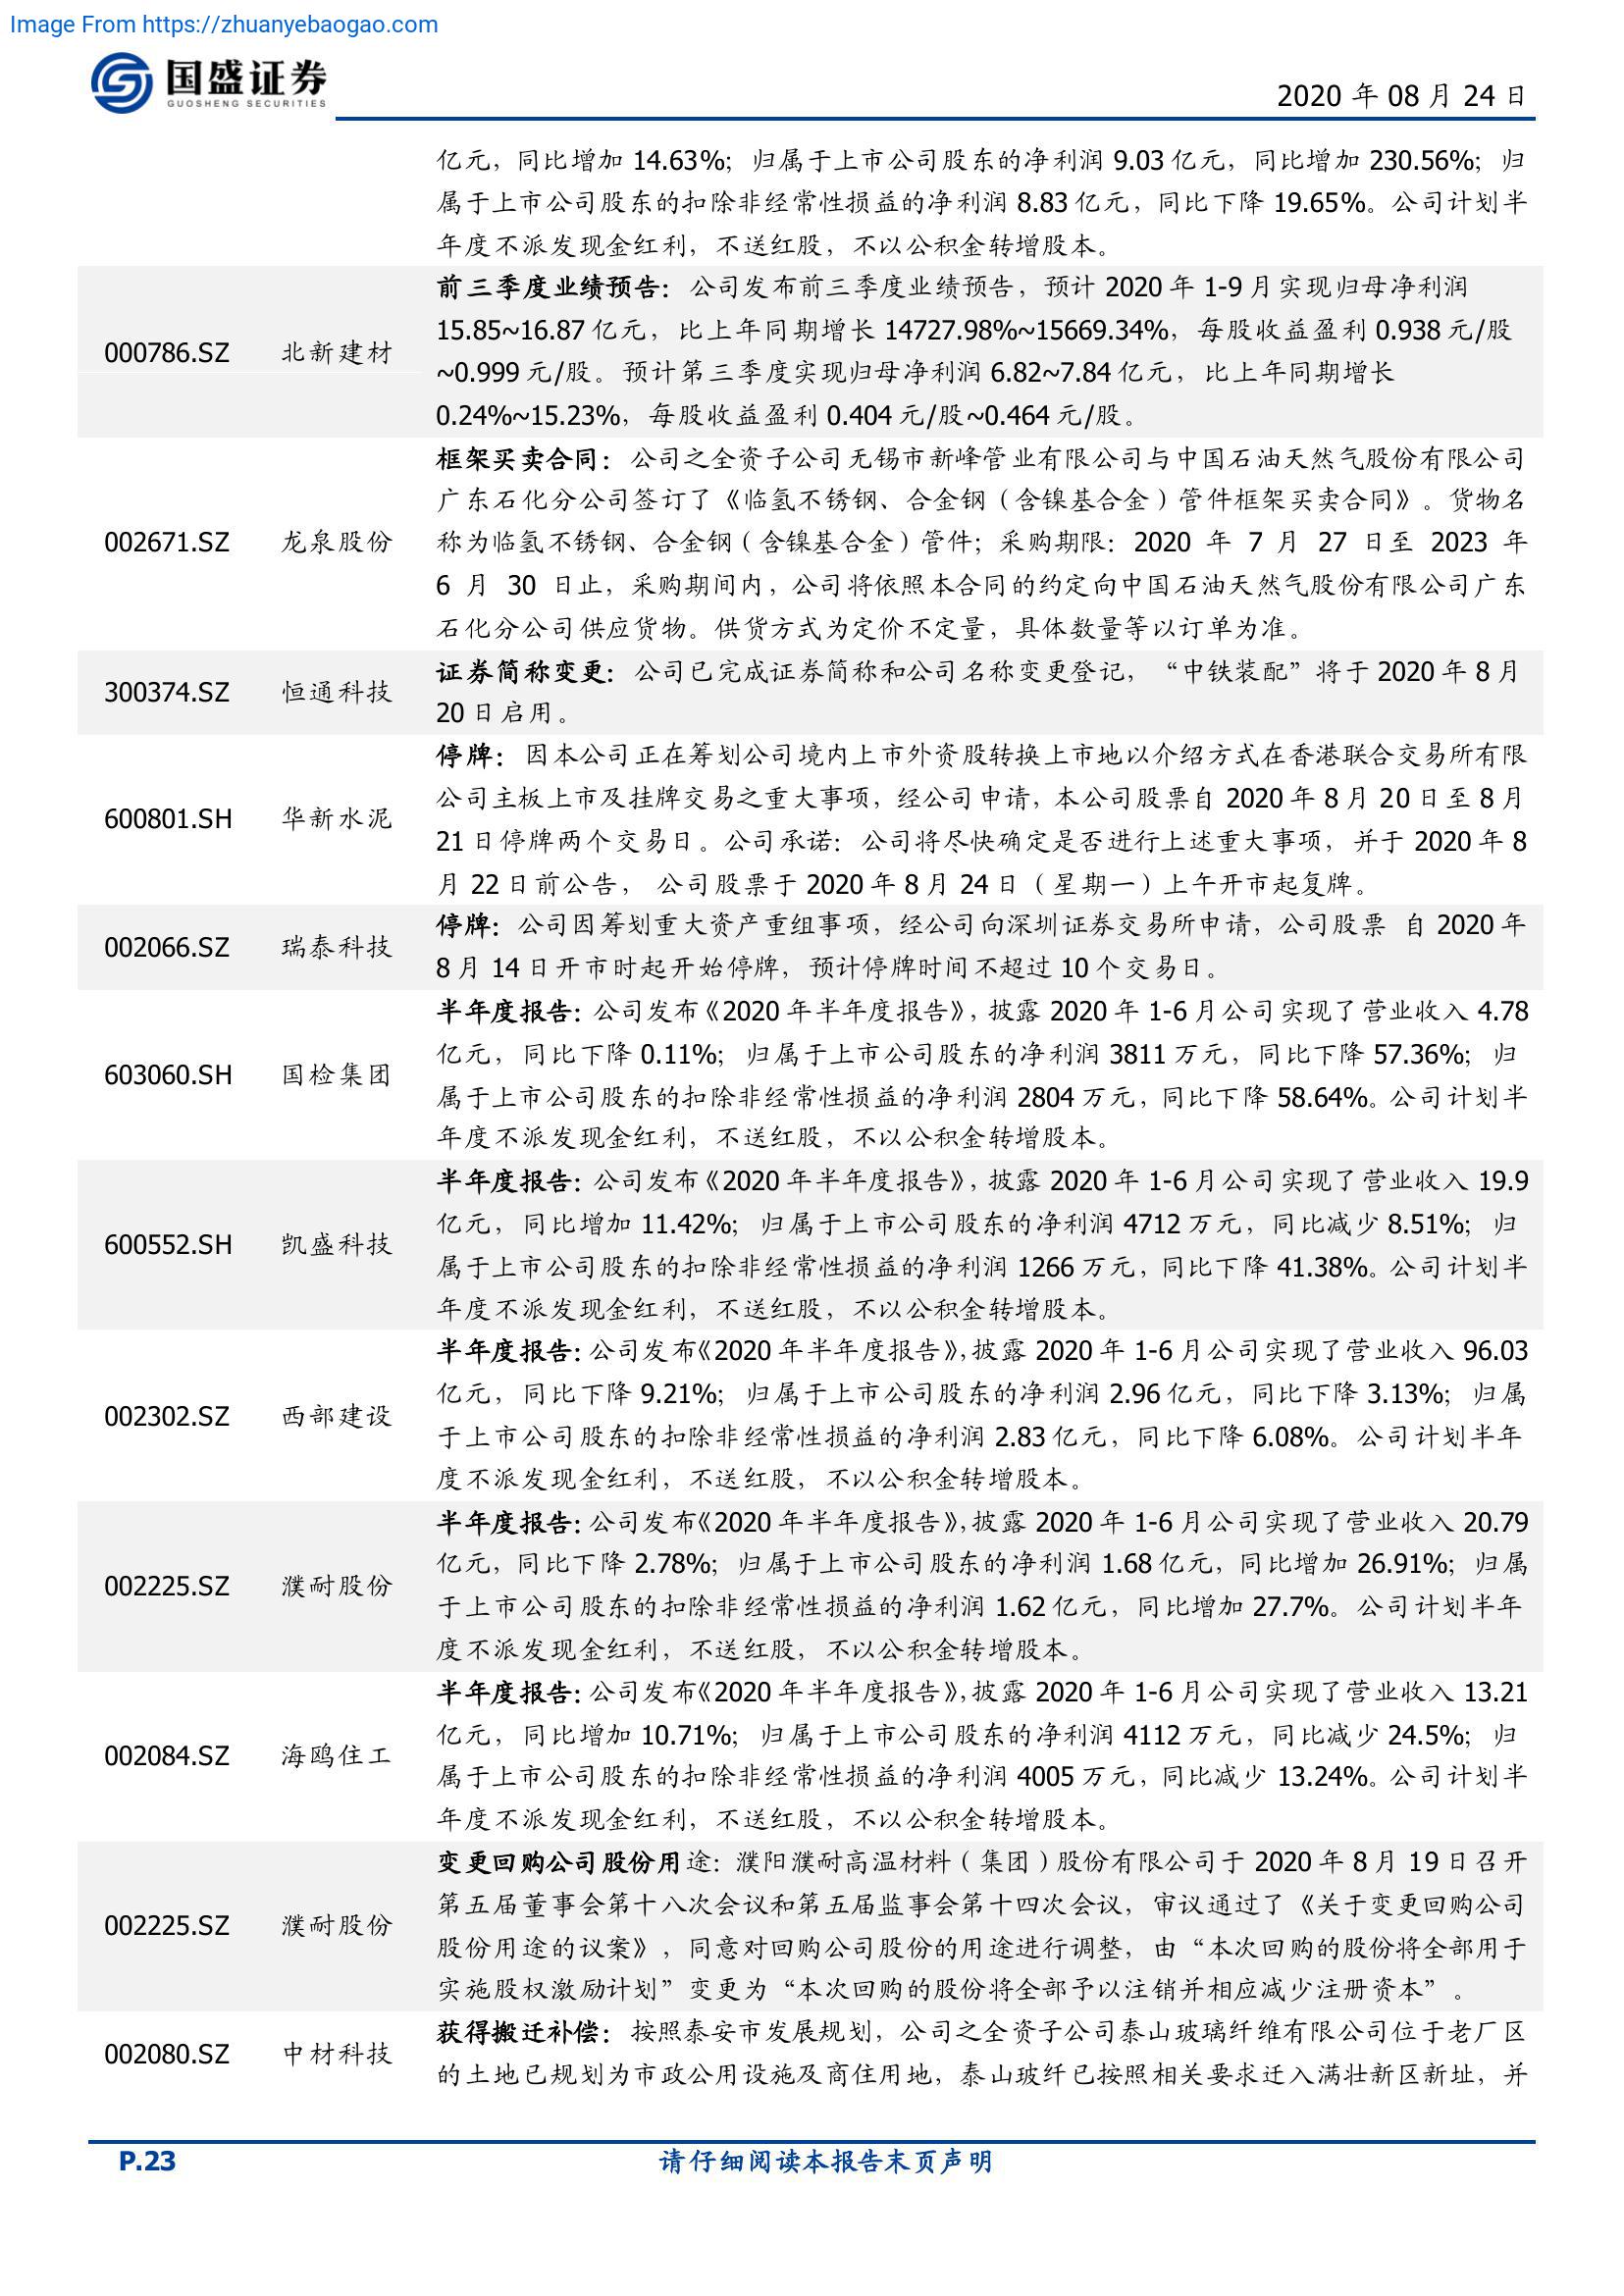 Image From https://zhuanyebaogao.com
国盛证券
GUOSHENG SECURITIES
2020 年 08 月 24 日
亿元，同比增加 14.63%；归属于上市公司股东的净利润 9.03 亿元，同比增加 230.56%；归
属于上市公司股东的扣除非经常性损益的净利润 8.83 亿元，同比下降 19.65%。公司计划半
年度不派发现金红利，不送红股，不以公积金转增股本。
000786.SZ 北新建材
前三季度业绩预告：公司发布前三季度业绩预告，预计 2020 年 1-9 月实现归母净利润
15.85~16.87 亿元，比上年同期增长 14727.98%~15669.34%，每股收益盈利 0.938 元/股
~0.999 元/股。预计第三季度实现归母净利润 6.82~7.84 亿元，比上年同期增长
0.24%~15.23%，每股收益盈利 0.404 元/股~0.464 元/股。
002671.SZ 龙泉股份
框架买卖合同：公司之全资子公司无锡市新峰管业有限公司与中国石油天然气股份有限公司
广东石化分公司签订了《临氢不锈钢、合金钢（含镍基合金）管件框架买卖合同》。货物名
称为临氢不锈钢、合金钢（含镍基合金）管件；采购期限：2020 年 7 月 27 日至 2023 年
6 月 30 日止，采购期间内，公司将依照本合同的约定向中国石油天然气股份有限公司广东
石化分公司供应货物。供货方式为定价不定量，具体数量等以订单为准。
300374.SZ 恒通科技
证券简称变更：公司已完成证券简称和公司名称变更登记，“中铁装配”将于 2020 年 8 月
20 日启用。
600801.SH 华新水泥
停牌：因本公司正在筹划公司境内上市外资股转换上市地以介绍方式在香港联合交易所有限
公司主板上市及挂牌交易之重大事项，经公司申请，本公司股票自 2020 年 8 月 20 日至 8 月
21 日停牌两个交易日。公司承诺：公司将尽快确定是否进行上述重大事项，并于 2020 年 8
月 22 日前公告， 公司股票于 2020 年 8 月 24 日（星期一）上午开市起复牌。
002066.SZ 瑞泰科技
停牌：公司因筹划重大资产重组事项，经公司向深圳证券交易所申请，公司股票 自 2020 年
8 月 14 日开市时起开始停牌，预计停牌时间不超过 10 个交易日。
603060.SH 国检集团
半年度报告：公司发布《2020 年半年度报告》，披露 2020 年 1-6 月公司实现了营业收入 4.78
亿元，同比下降 0.11%；归属于上市公司股东的净利润 3811 万元，同比下降 57.36%；归
属于上市公司股东的扣除非经常性损益的净利润 2804 万元，同比下降 58.64%。公司计划半
年度不派发现金红利，不送红股，不以公积金转增股本。
600552.SH 凯盛科技
半年度报告：公司发布《2020 年半年度报告》，披露 2020 年 1-6 月公司实现了营业收入 19.9
亿元，同比增加 11.42%；归属于上市公司股东的净利润 4712 万元，同比减少 8.51%；归
属于上市公司股东的扣除非经常性损益的净利润 1266 万元，同比下降 41.38%。公司计划半
年度不派发现金红利，不送红股，不以公积金转增股本。
002302.SZ 西部建设
半年度报告：公司发布《2020 年半年度报告》，披露 2020 年 1-6 月公司实现了营业收入 96.03
亿元，同比下降 9.21%；归属于上市公司股东的净利润 2.96 亿元，同比下降 3.13%；归属
于上市公司股东的扣除非经常性损益的净利润 2.83 亿元，同比下降 6.08%。公司计划半年
度不派发现金红利，不送红股，不以公积金转增股本。
002225.SZ 濮耐股份
半年度报告：公司发布《2020 年半年度报告》，披露 2020 年 1-6 月公司实现了营业收入 20.79
亿元，同比下降 2.78%；归属于上市公司股东的净利润 1.68 亿元，同比增加 26.91%；归属
于上市公司股东的扣除非经常性损益的净利润 1.62 亿元，同比增加 27.7%。公司计划半年
度不派发现金红利，不送红股，不以公积金转增股本。
002084.SZ 海鸥住工
半年度报告：公司发布《2020 年半年度报告》，披露 2020 年 1-6 月公司实现了营业收入 13.21
亿元，同比增加 10.71%；归属于上市公司股东的净利润 4112 万元，同比减少 24.5%；归
属于上市公司股东的扣除非经常性损益的净利润 4005 万元，同比减少 13.24%。公司计划半
年度不派发现金红利，不送红股，不以公积金转增股本。
002225.SZ 濮耐股份
变更回购公司股份用途：濮阳濮耐高温材料（集团）股份有限公司于 2020 年 8 月 19 日召开
第五届董事会第十八次会议和第五届监事会第十四次会议，审议通过了《关于变更回购公司
股份用途的议案》，同意对回购公司股份的用途进行调整，由“本次回购的股份将全部用于
实施股权激励计划”变更为“本次回购的股份将全部予以注销并相应减少注册资本”。
002080.SZ 中材科技
获得搬迁补偿：按照泰安市发展规划，公司之全资子公司泰山玻璃纤维有限公司位于老厂区
的土地已规划为市政公用设施及商住用地，泰山玻纤已按照相关要求迁入满壮新区新址，并
P.23
请仔细阅读本报告末页声明